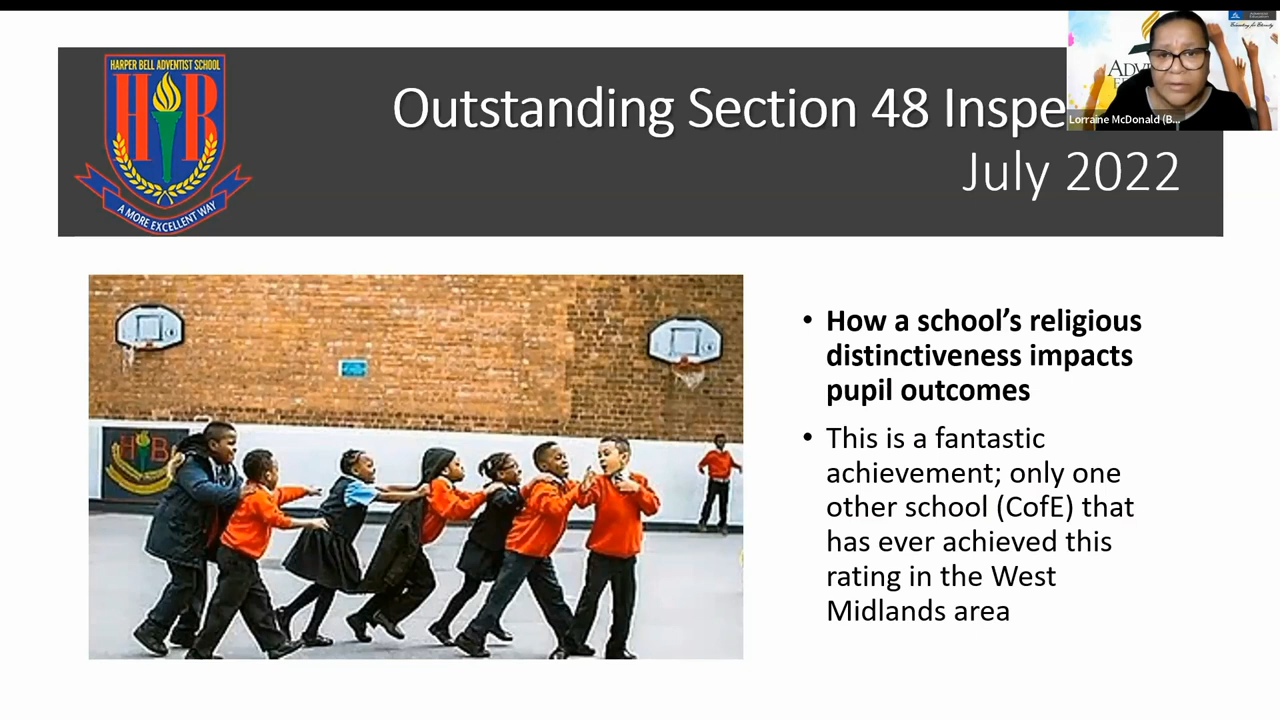 Outstanding Section 48 Inspe
July 2022
HARPER BELL ADVENTIST SCHOOL
H B
A MORE EXCELLENT WAY
Lorraine McDonald (B...
• How a school’s religious
distinctiveness impacts
pupil outcomes
• This is a fantastic
achievement; only one
other school (CofE) that
has ever achieved this
rating in the West
Midlands area
HB